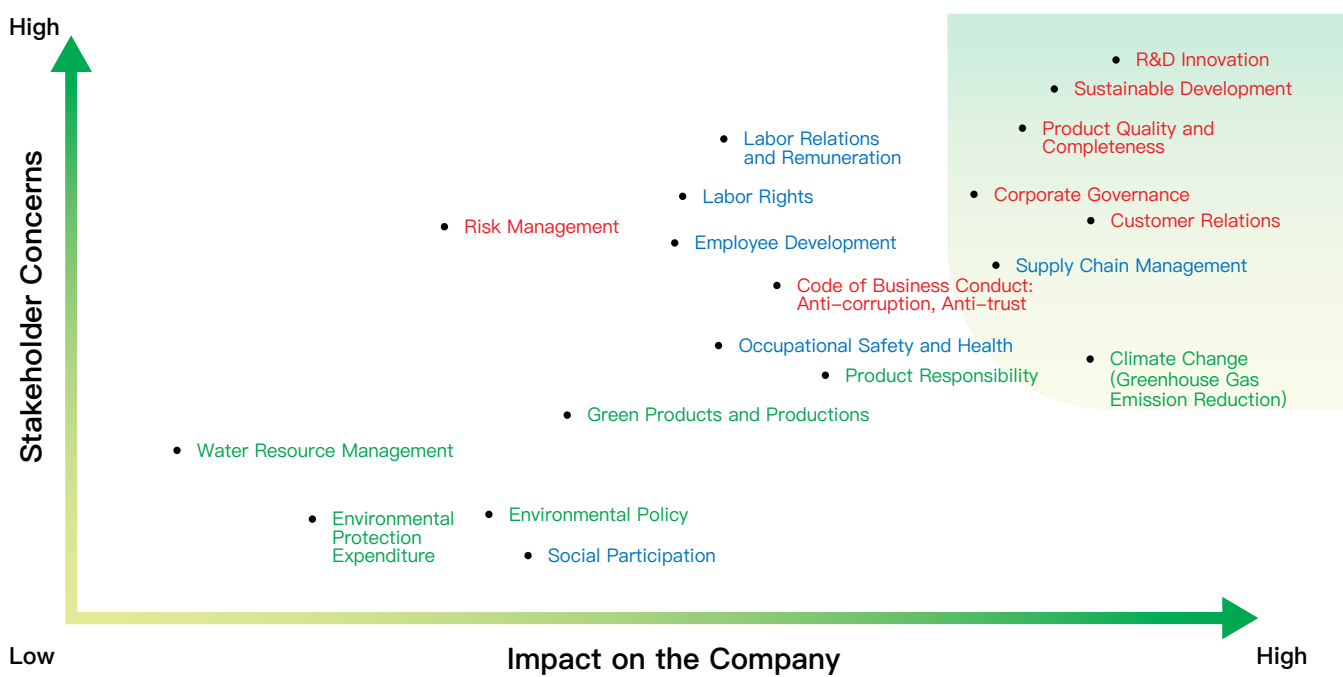 High
R&D Innovation
Sustainable Development
Product Quality and
Completeness
Labor Relations
and Remuneration
Labor Rights
Corporate Governance
Customer Relations
Risk Management
Employee Development
Supply Chain Management
Code of Business Conduct:
Anti-corruption, Anti-trust
Occupational Safety and Health
Climate Change
(Greenhouse Gas
Emission Reduction)
Product Responsibility
Green Products and Productions
Water Resource Management
Environmental
Protection
Expenditure
Environmental Policy
Social Participation
Stakeholder Concerns
Low
Impact on the Company
High